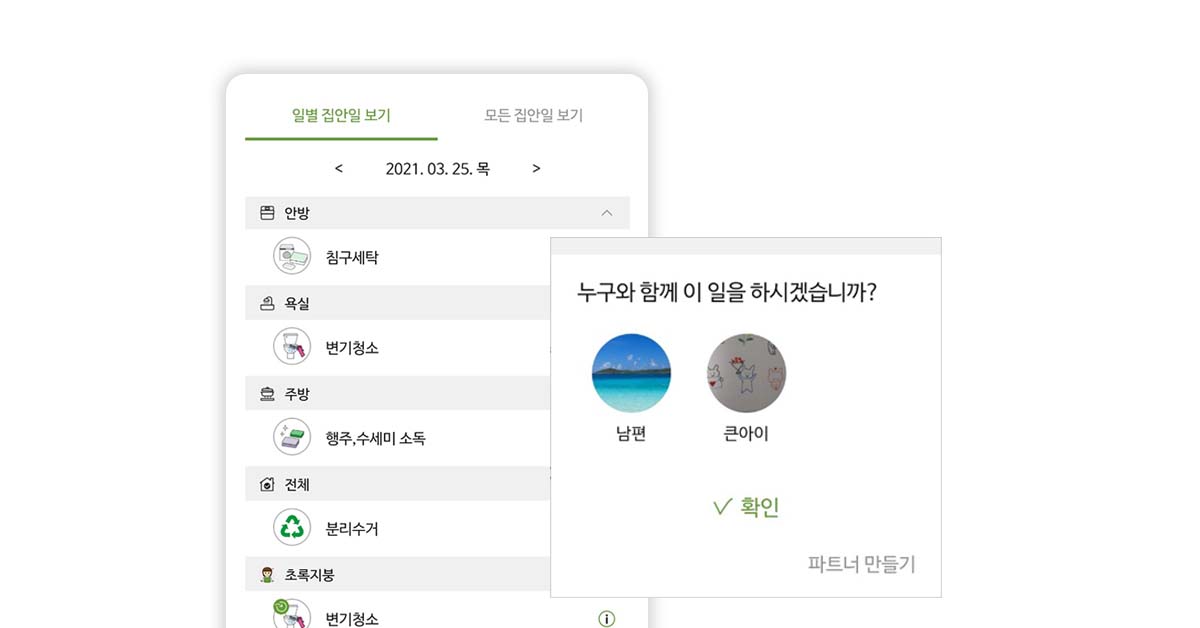 일별 집안일 보기 모든 집안일 보기
< 2021. 03. 25. 목 >
안방
침구세탁
욕실
변기청소
주방
행주,수세미 소독
전체
분리수거
초록지붕
변기청소
누구와 함께 이 일을 하시겠습니까?
남편 큰아이
확인
파트너 만들기